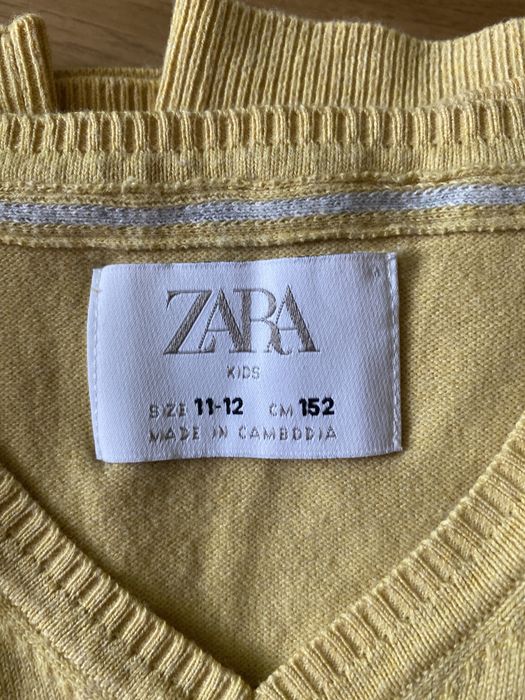 ZARA
KIDS
SIZE 11-12 CM 152
MADE IN CAMBODIA